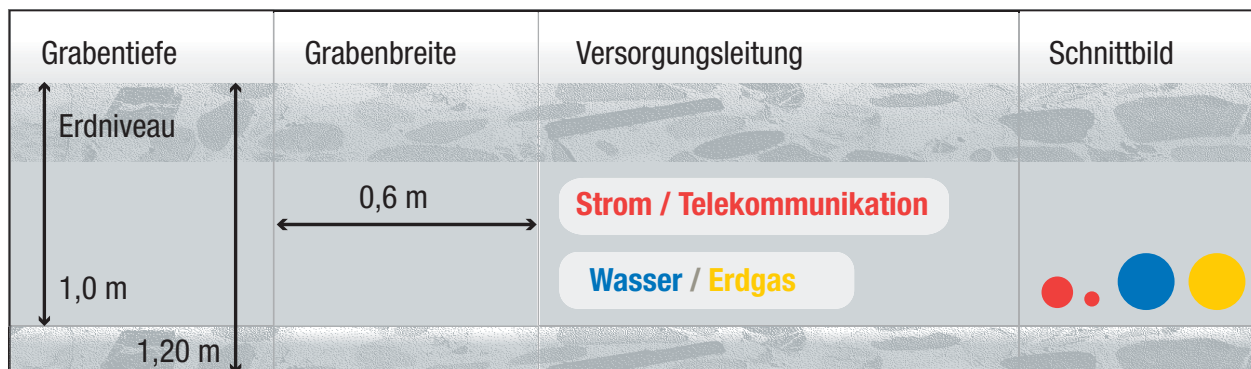 Grabentiefe
Grabenbreite
Versorgungsleitung
Schnittbild
Erdniveau
0,6 m
Strom / Telekommunikation
Wasser / Erdgas
1,0 m
1,20 m